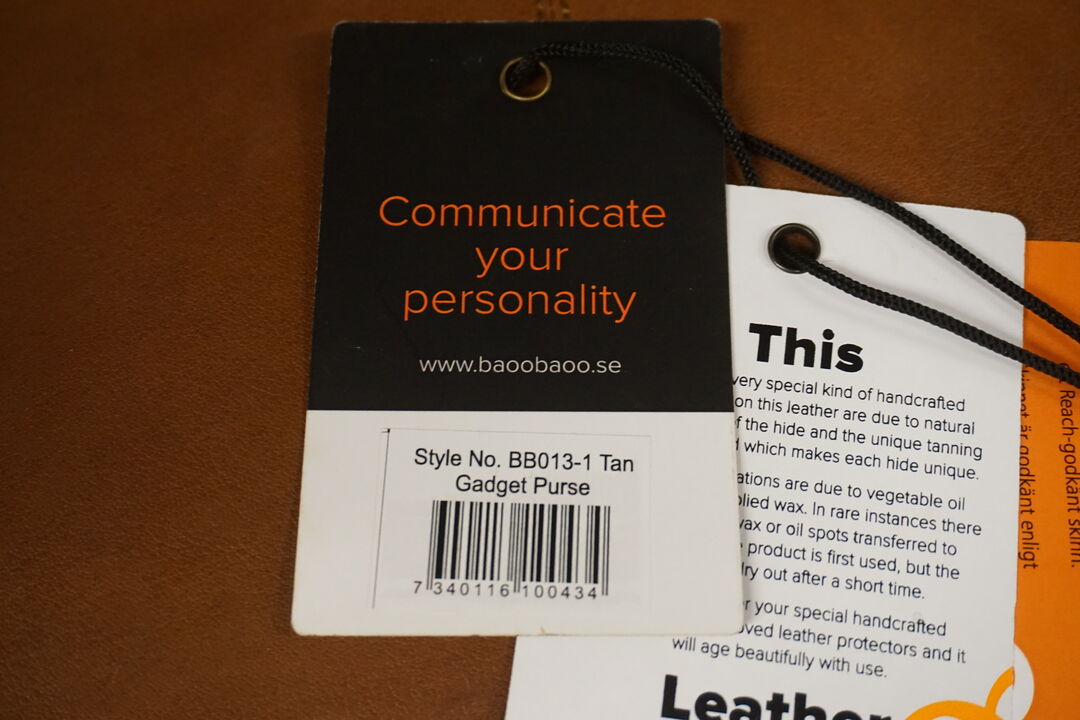 Communicate
your
personality
www.baoobaoo.se
Style No. BB013-1 Tan
Gadget Purse
7 340116 100434
This
very special kind of handcrafted
on this leather are due to natural
of the hide and the unique tanning
which makes each hide unique.
are due to vegetable oil
wax. In rare instances there
wax or oil spots transferred to
product is first used, but the
dry out after a short time.
your special handcrafted
leather protectors and it
will age beautifully with use.
Leather
Reach-godkänt skinn.
är godkänt enligt